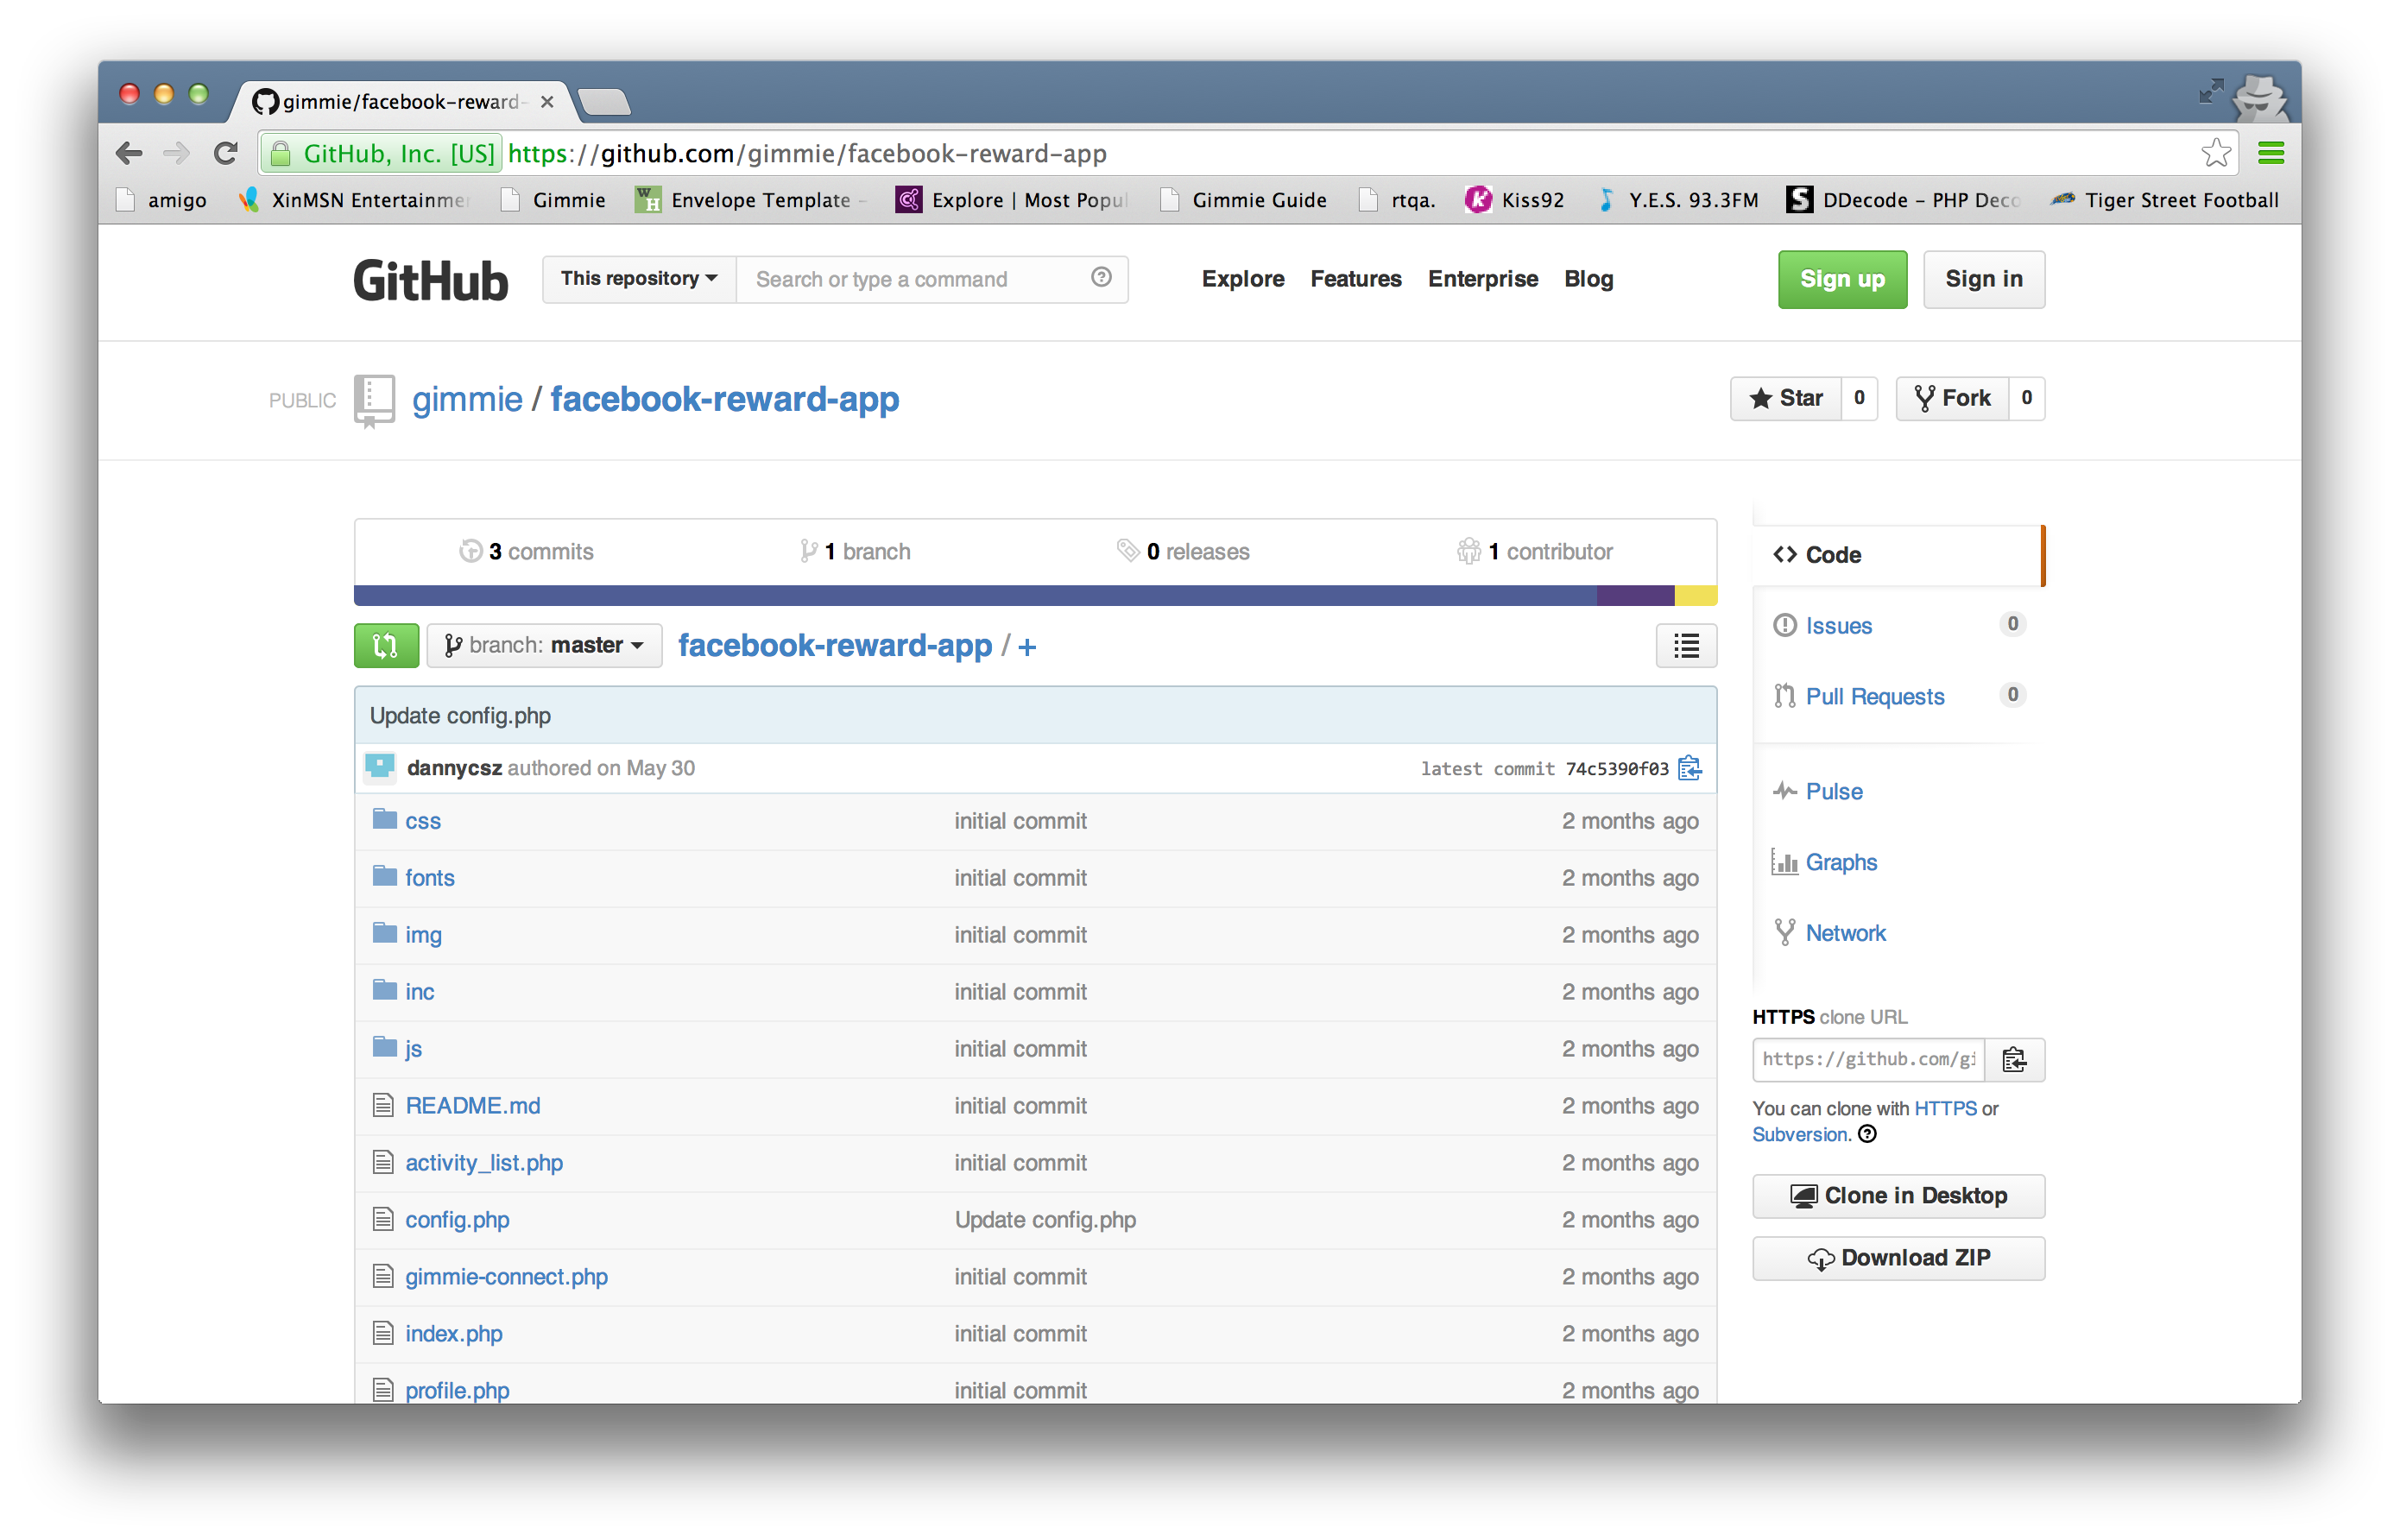 gimmie/facebook-reward-
GitHub, Inc. [US] https://github.com/gimmie/facebook-reward-app
amigo XinMSN Entertainme Gimmie Envelope Template - Explore | Most Popul Gimmie Guide rtqa. Kiss92 Y.E.S. 93.3FM DDecode - PHP Deco Tiger Street Football
GitHub This repository Search or type a command Explore Features Enterprise Blog Sign up Sign in
PUBLIC gimmie / facebook-reward-app Star 0 Fork 0
3 commits 1 branch 0 releases 1 contributor
branch: master facebook-reward-app / +
Update config.php
dannycsz authored on May 30 latest commit 74c5390f03
css initial commit 2 months ago
fonts initial commit 2 months ago
img initial commit 2 months ago
inc initial commit 2 months ago
js initial commit 2 months ago
README.md initial commit 2 months ago
activity_list.php initial commit 2 months ago
config.php Update config.php 2 months ago
gimmie-connect.php initial commit 2 months ago
index.php initial commit 2 months ago
profile.php initial commit 2 months ago
Code
Issues 0
Pull Requests 0
Pulse
Graphs
Network
HTTPS clone URL
https://github.com/gi
You can clone with HTTPS or
Subversion.
Clone in Desktop
Download ZIP